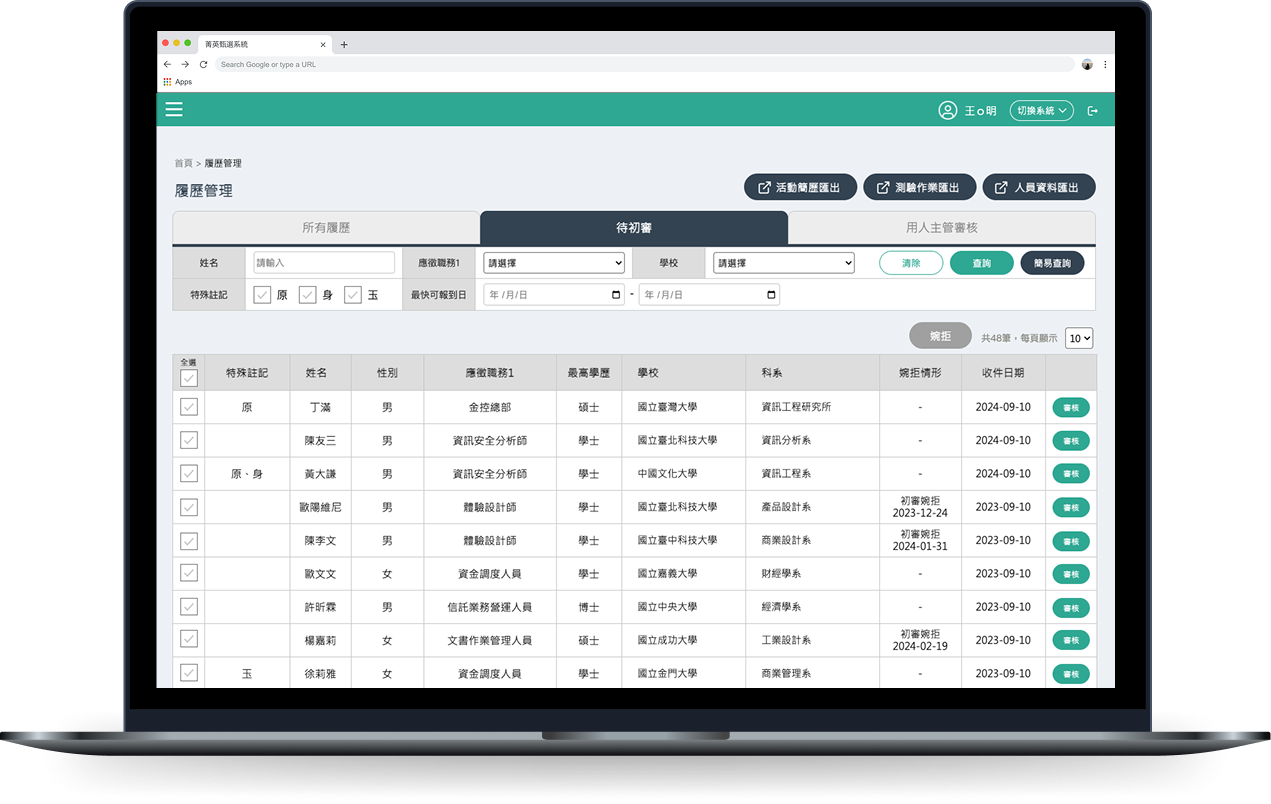 菁英甄選系統
Search Google or type a URL
Apps
王o明 切換系統
首頁 > 履歷管理
履歷管理
活動簡歷匯出 測驗作業匯出 人員資料匯出
所有履歷 待初審 用人主管審核
姓名 請輸入 應徵職務1 請選擇 學校 請選擇 清除 查詢 簡易查詢
特殊註記 原 身 玉 最快可報到日 年 /月/日 - 年 /月/日
婉拒 共48筆，每頁顯示 10
全選 特殊註記 姓名 性別 應徵職務1 最高學歷 學校 科系 婉拒情形 收件日期
原 丁滿 男 金控總部 碩士 國立臺灣大學 資訊工程研究所 - 2024-09-10 審核
陳友三 男 資訊安全分析師 學士 國立臺北科技大學 資訊分析系 - 2024-09-10 審核
原、身 黃大謙 男 資訊安全分析師 學士 中國文化大學 資訊工程系 - 2024-09-10 審核
歐陽維尼 男 體驗設計師 學士 國立臺北科技大學 產品設計系 初審婉拒 2023-12-24 2023-09-10 審核
陳李文 男 體驗設計師 學士 國立臺中科技大學 商業設計系 初審婉拒 2024-01-31 2023-09-10 審核
歐文文 女 資金調度人員 學士 國立嘉義大學 財經學系 - 2023-09-10 審核
許昕霖 男 信託業務營運人員 博士 國立中央大學 經濟學系 - 2023-09-10 審核
楊嘉莉 女 文書作業管理人員 碩士 國立成功大學 工業設計系 初審婉拒 2024-02-19 2023-09-10 審核
玉 徐莉雅 女 資金調度人員 學士 國立金門大學 商業管理系 - 2023-09-10 審核